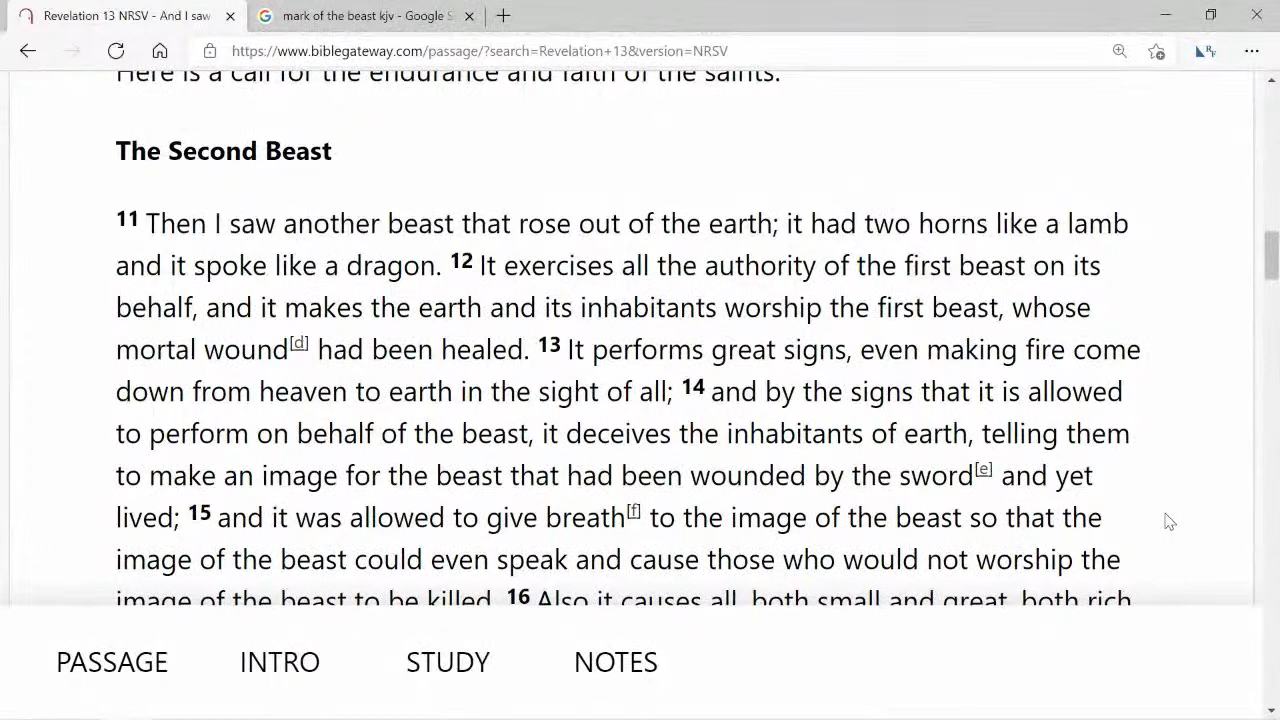 Revelation 13 NRSV - And I saw
mark of the beast kjv - Google S
https://www.biblegateway.com/passage/?search=Revelation+13&version=NRSV
Here is a call for the endurance and faith of the saints.
The Second Beast
11 Then I saw another beast that rose out of the earth; it had two horns like a lamb
and it spoke like a dragon. 12 It exercises all the authority of the first beast on its
behalf, and it makes the earth and its inhabitants worship the first beast, whose
mortal wound[d] had been healed. 13 It performs great signs, even making fire come
down from heaven to earth in the sight of all; 14 and by the signs that it is allowed
to perform on behalf of the beast, it deceives the inhabitants of earth, telling them
to make an image for the beast that had been wounded by the sword[e] and yet
lived; 15 and it was allowed to give breath[f] to the image of the beast so that the
image of the beast could even speak and cause those who would not worship the
image of the beast to be killed. 16 Also it causes all, both small and great, both rich
PASSAGE INTRO STUDY NOTES